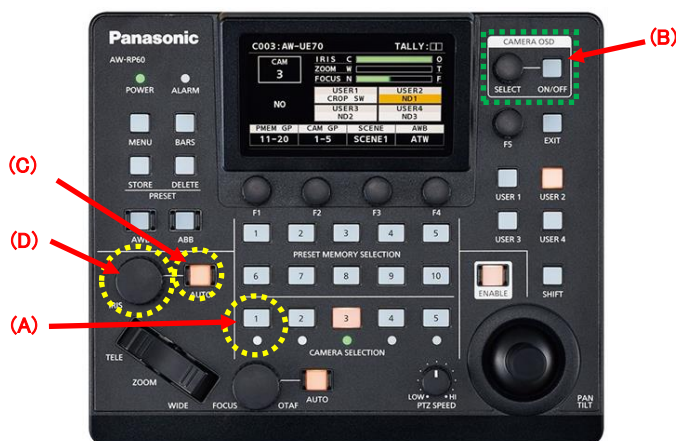 Panasonic
AW-RP60
POWER ALARM
C003:AW-UE70 TALLY:□□
CAM
3
IRIS C O
ZOOM W T
FOCUS N F
NO
USER1
CROP SW
USER2
ND1
USER3
ND2
USER4
ND3
PMEM GP CAM GP SCENE AWB
11-20 1-5 SCENE1 ATW
CAMERA OSD
SELECT ON/OFF
(B)
MENU BARS
F5 EXIT
STORE DELETE
PRESET
(C)
F1 F2 F3 F4
USER 1 USER 2
AWB ABB
1 2 3 4 5
PRESET MEMORY SELECTION
USER 3 USER 4
(D)
6 7 8 9 10
IRIS AUTO
ENABLE SHIFT
(A)
1 2 3 4 5
CAMERA SELECTION
TELE
ZOOM
WIDE
FOCUS OTAF AUTO
LOW HI
PTZ SPEED
PAN
TILT